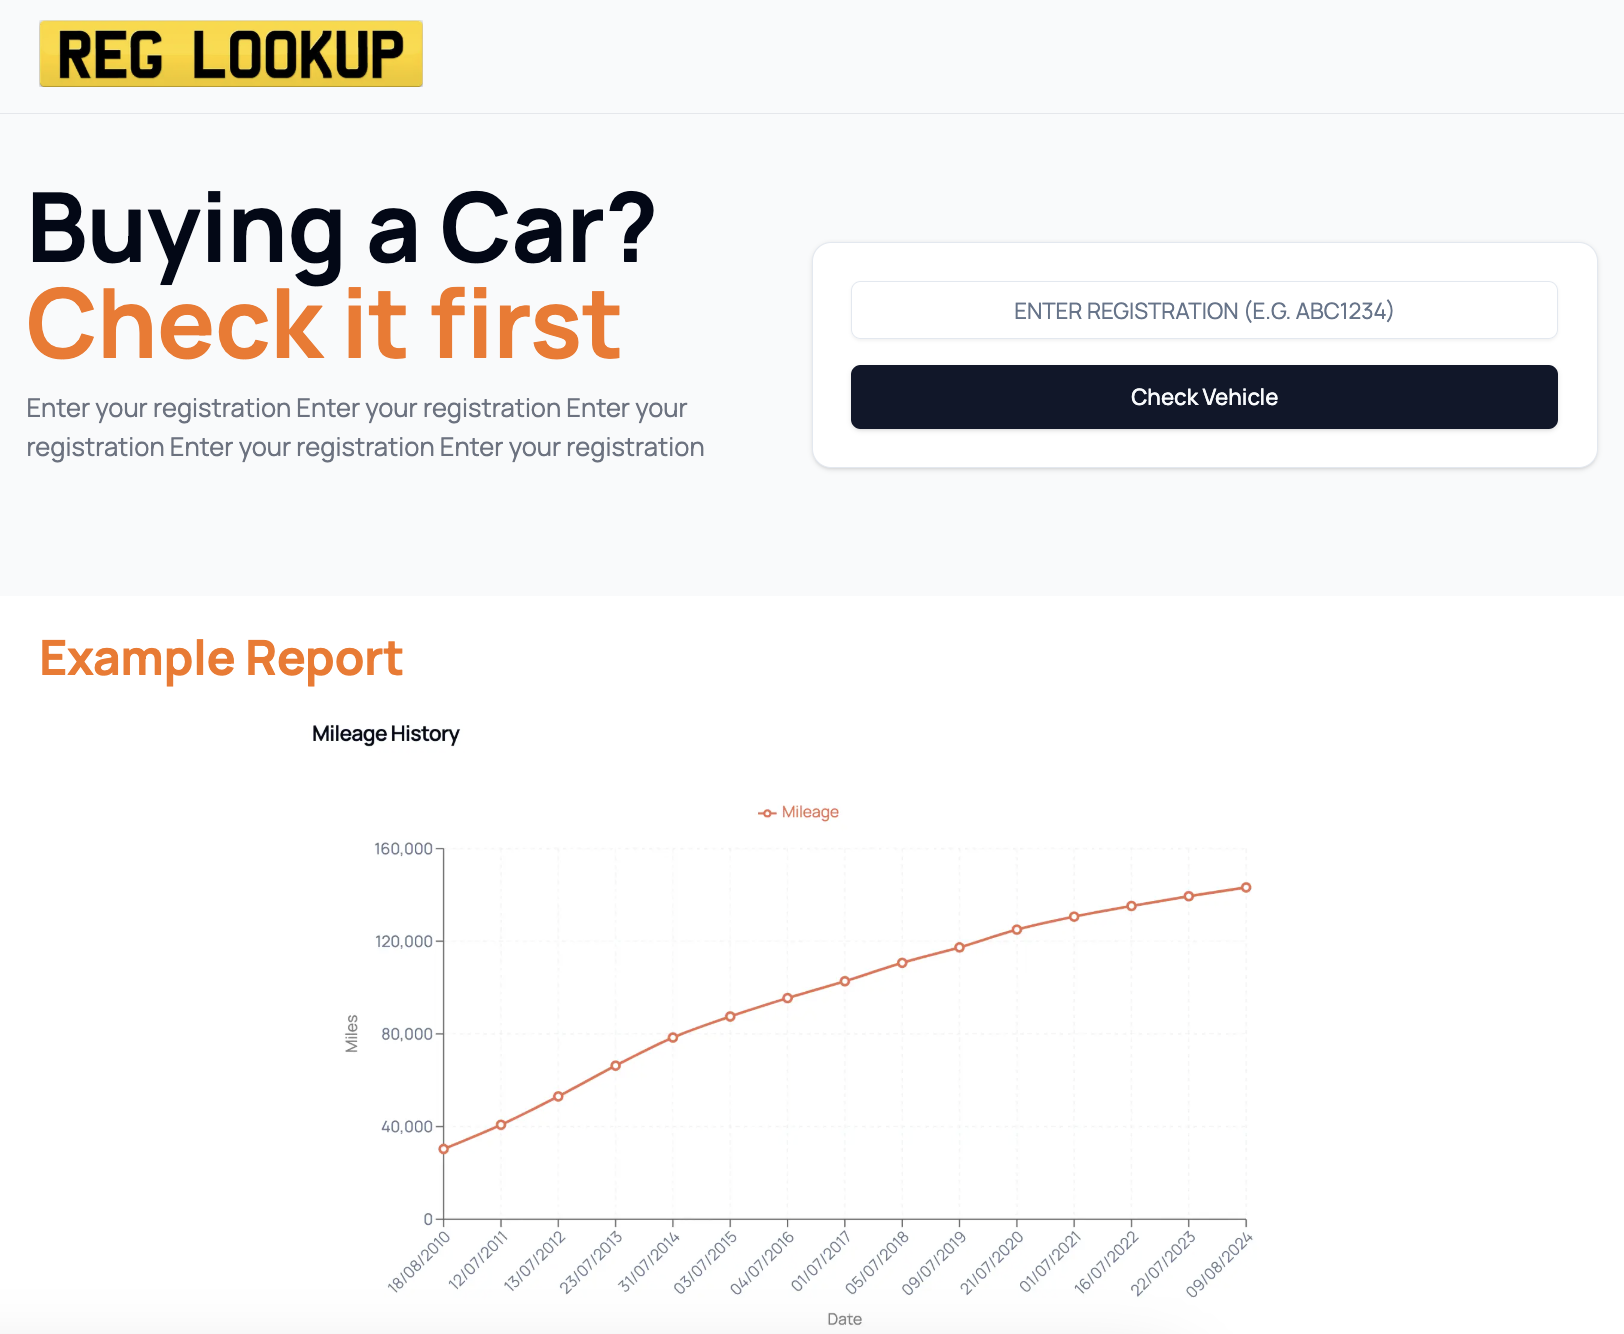 REG LOOKUP
Buying a Car?
Check it first
Enter your registration Enter your registration Enter your
registration Enter your registration Enter your registration
ENTER REGISTRATION (E.G. ABC1234)
Check Vehicle
Example Report
Mileage History
Mileage
160,000
120,000
80,000
40,000
0
Miles
18/08/2010
12/07/2011
13/07/2012
23/07/2013
31/07/2014
03/07/2015
04/07/2016
01/07/2017
05/07/2018
09/07/2019
21/07/2020
01/07/2021
16/07/2022
22/07/2023
09/08/2024
Date